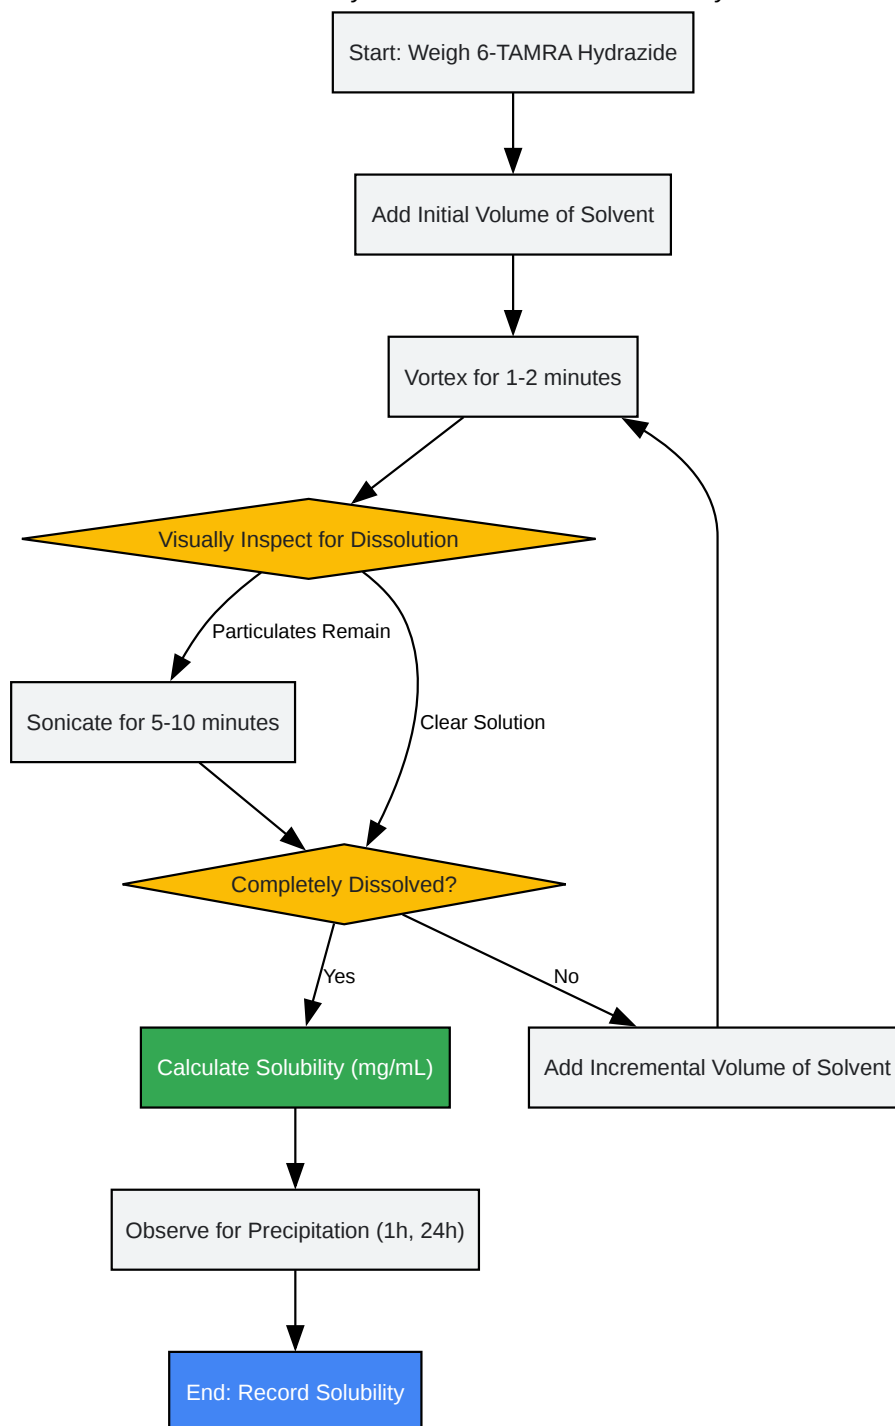 Start: Weigh 6-TAMRA Hydrazide
Add Initial Volume of Solvent
Vortex for 1-2 minutes
Visually Inspect for Dissolution
Particulates Remain
Sonicate for 5-10 minutes
Clear Solution
Completely Dissolved?
Yes
No
Calculate Solubility (mg/mL)
Add Incremental Volume of Solvent
Observe for Precipitation (1h, 24h)
End: Record Solubility